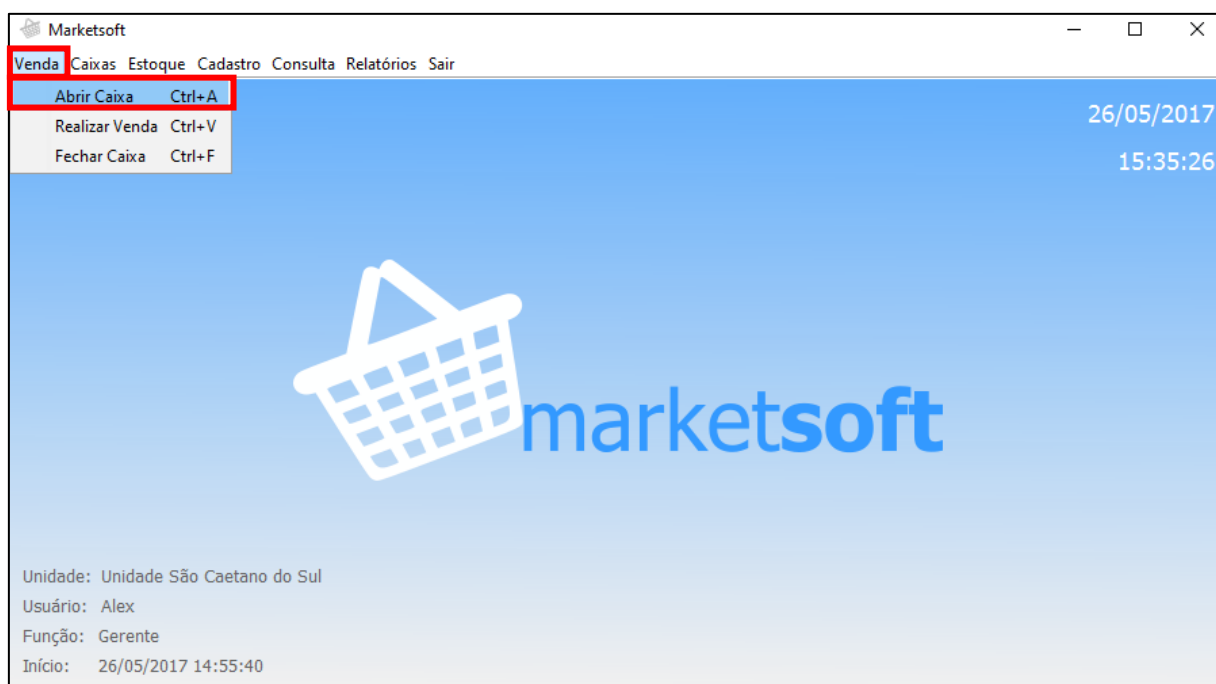 Marketsoft
Venda Caixas Estoque Cadastro Consulta Relatórios Sair
Abrir Caixa Ctrl+A
Realizar Venda Ctrl+V
Fechar Caixa Ctrl+F
26/05/2017
15:35:26
marketsoft
Unidade: Unidade São Caetano do Sul
Usuário: Alex
Função: Gerente
Início: 26/05/2017 14:55:40